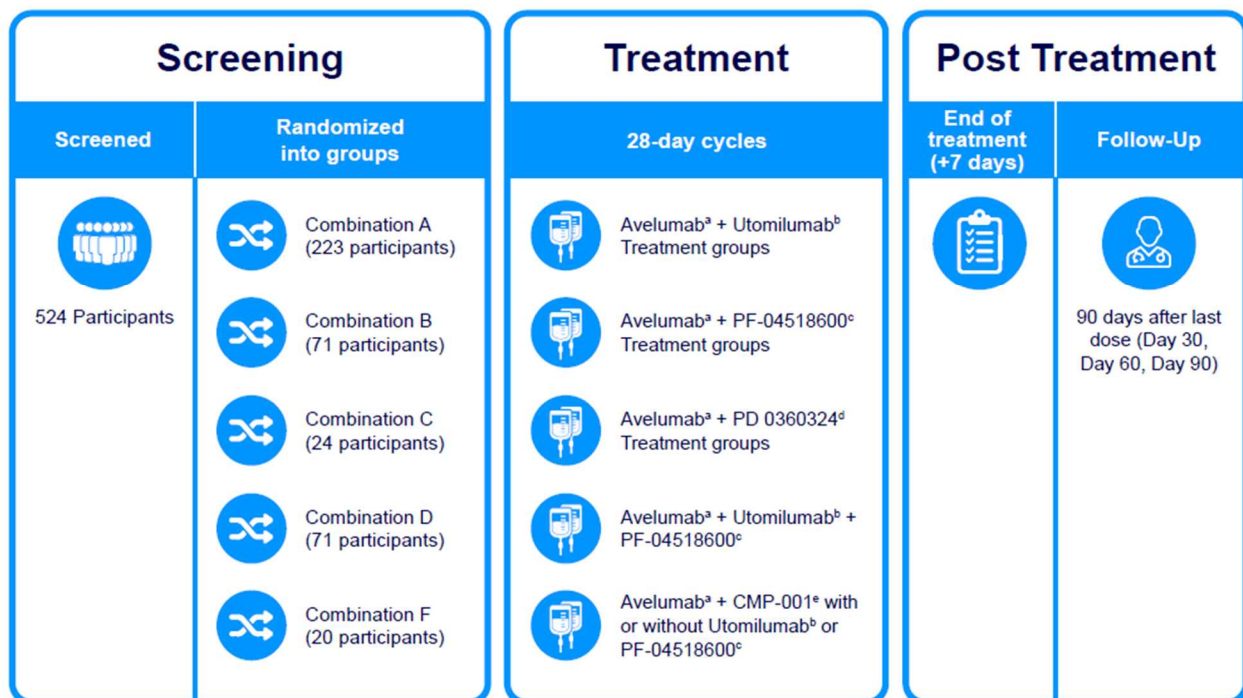 Screening
Screened
Randomized
into groups
524 Participants
Combination A
(223 participants)
Combination B
(71 participants)
Combination C
(24 participants)
Combination D
(71 participants)
Combination F
(20 participants)
Treatment
28-day cycles
Avelumabᵃ + Utomilumabᵇ
Treatment groups
Avelumabᵃ + PF-04518600ᶜ
Treatment groups
Avelumabᵃ + PD 0360324ᵈ
Treatment groups
Avelumabᵃ + Utomilumabᵇ +
PF-04518600ᶜ
Avelumabᵃ + CMP-001ᵉ with
or without Utomilumabᵇ or
PF-04518600ᶜ
Post Treatment
End of
treatment
(+7 days)
Follow-Up
90 days after last
dose (Day 30,
Day 60, Day 90)